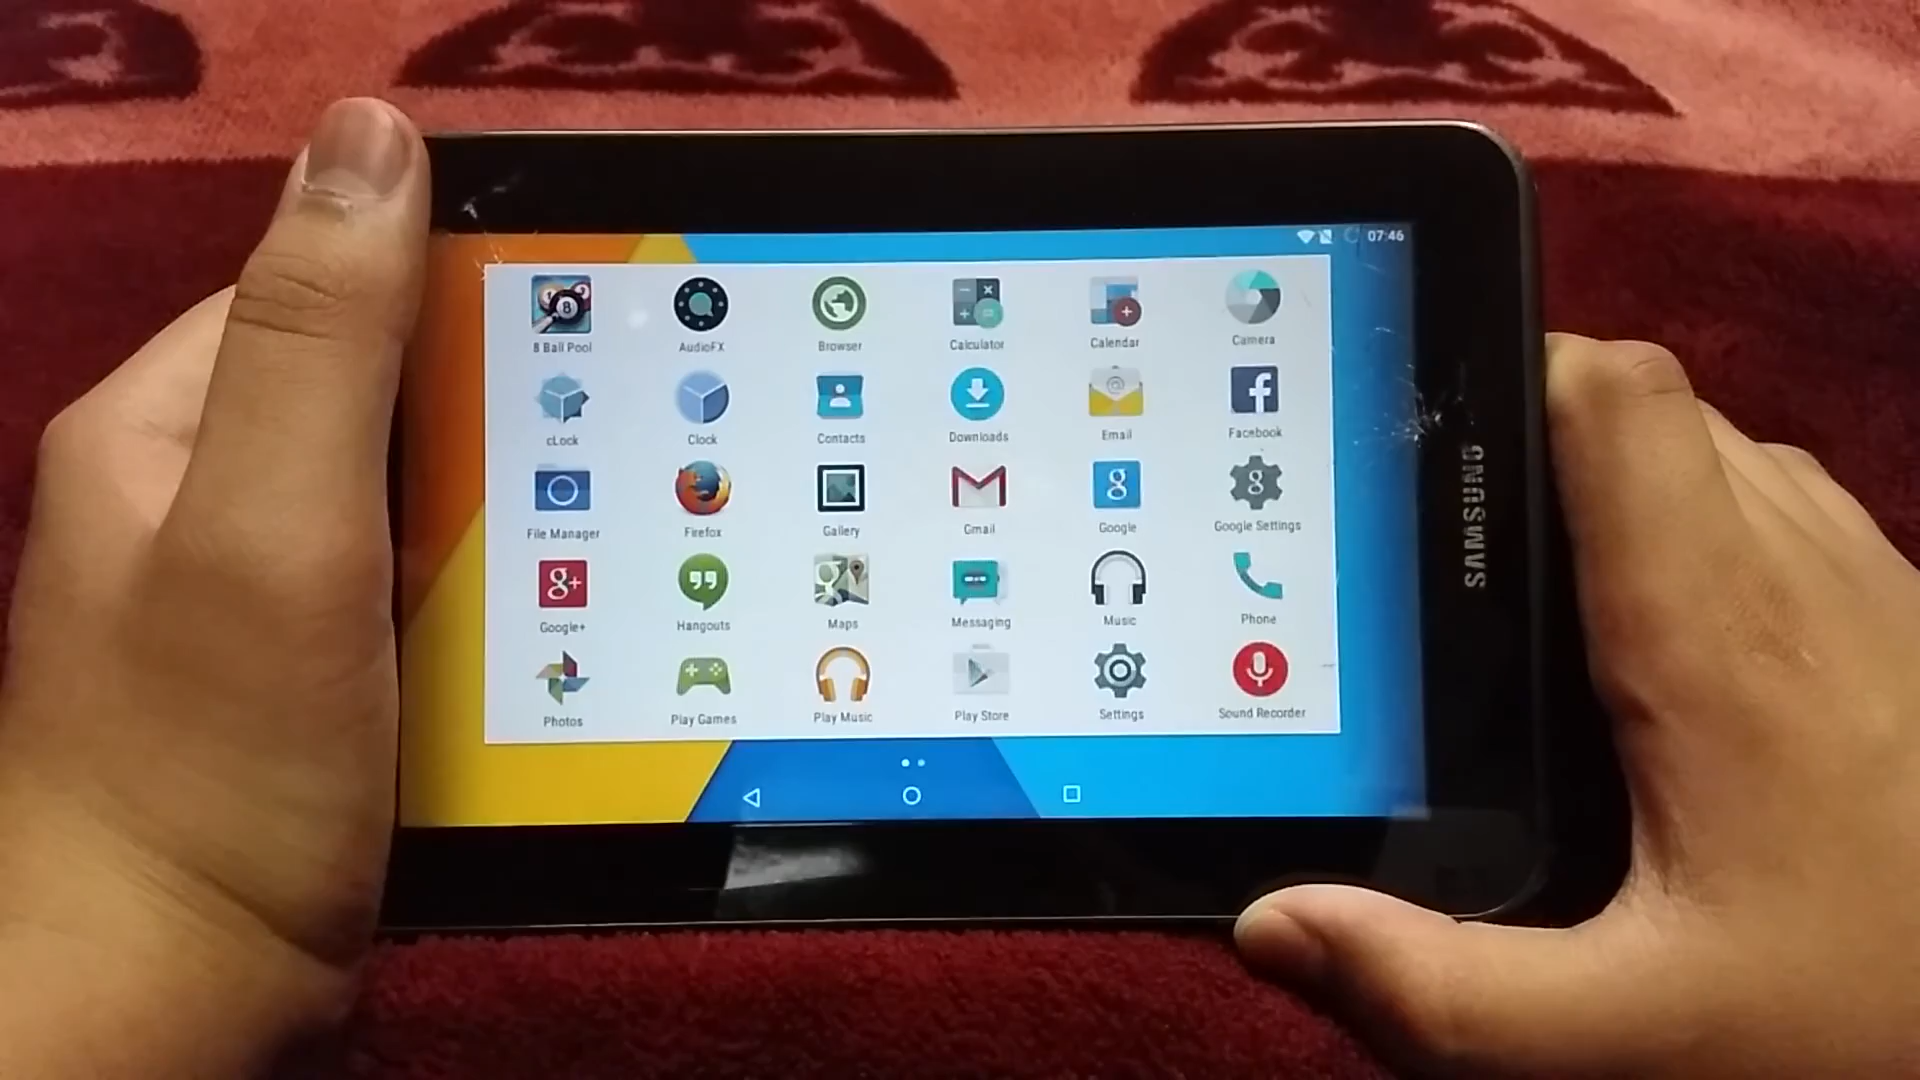 07:46
8 Ball Pool AudioFX Browser Calculator Calendar Camera
cLock Clock Contacts Downloads Email Facebook
File Manager Firefox Gallery Gmail Google Google Settings
Google+ Hangouts Maps Messaging Music Phone
Photos Play Games Play Music Play Store Settings Sound Recorder
SAMSUNG